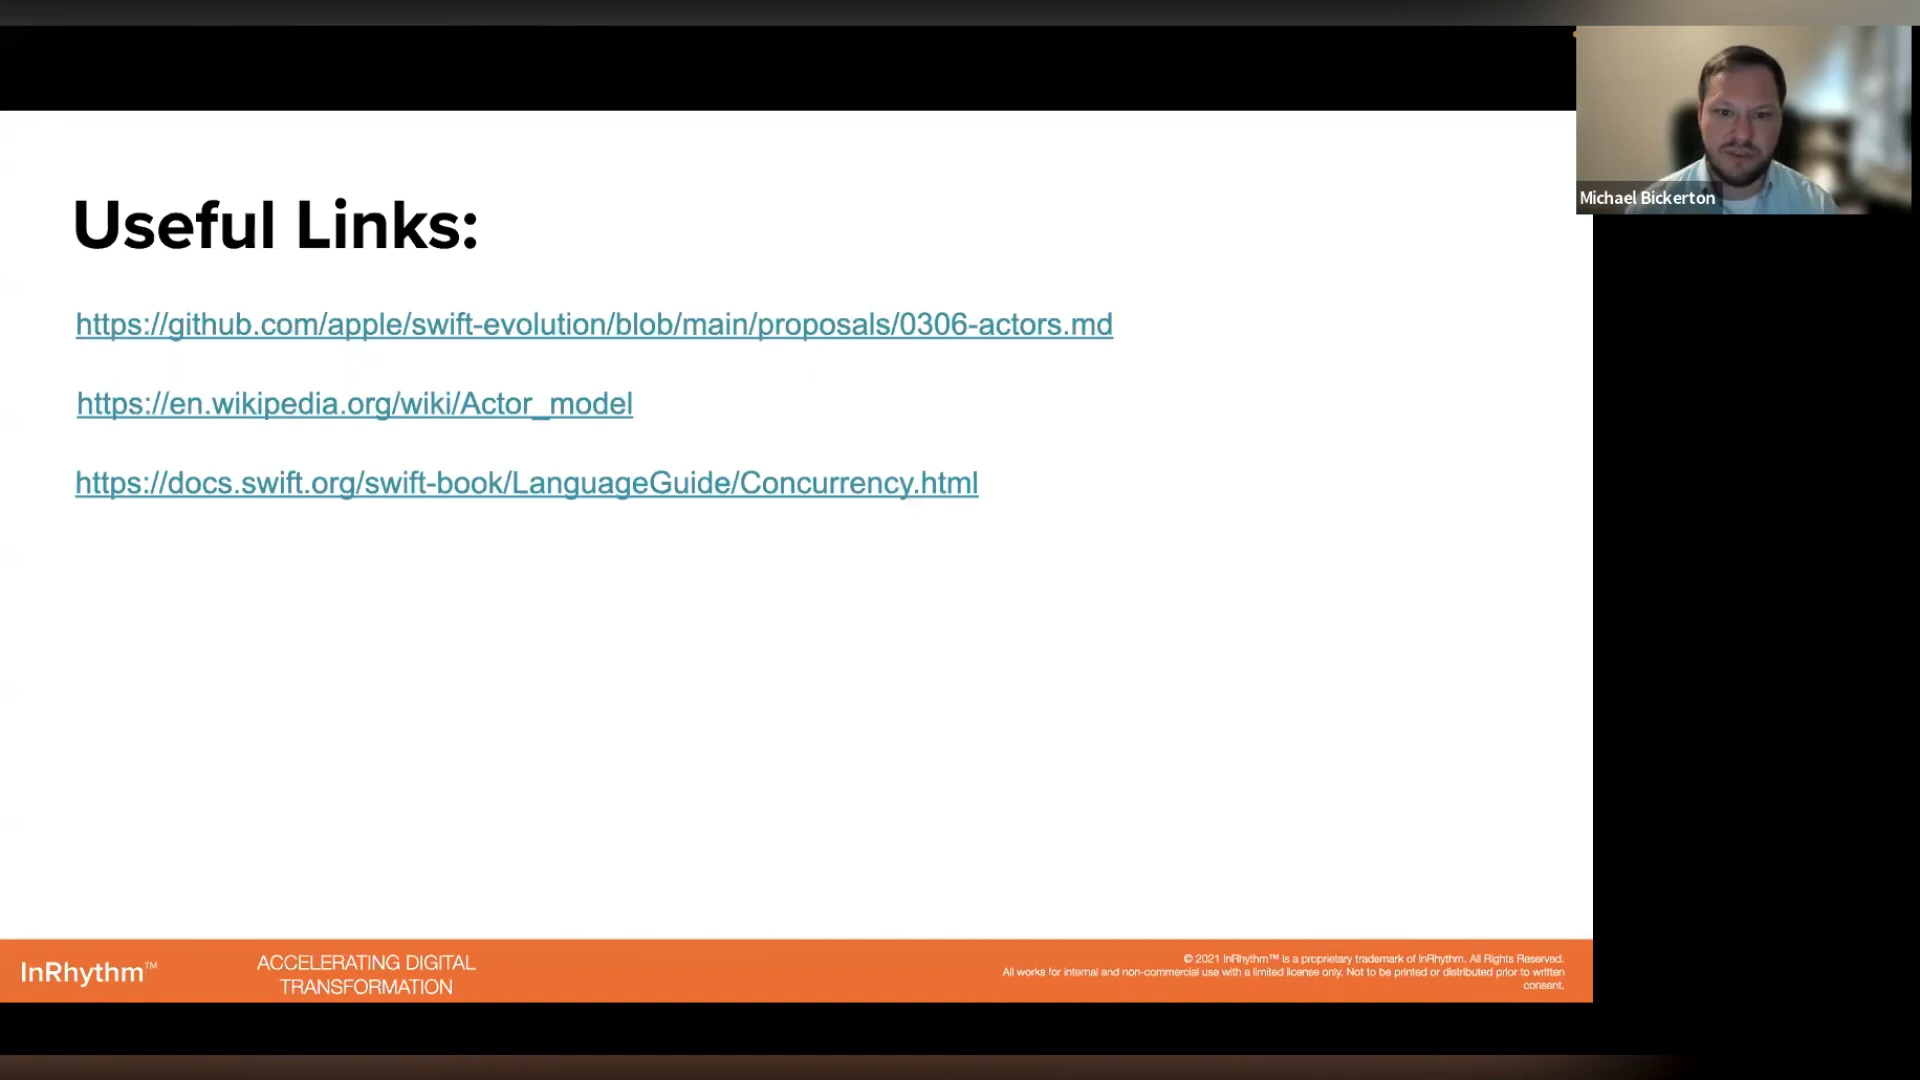 Michael Bickerton
Useful Links:
https://github.com/apple/swift-evolution/blob/main/proposals/0306-actors.md
https://en.wikipedia.org/wiki/Actor_model
https://docs.swift.org/swift-book/LanguageGuide/Concurrency.html
InRhythm™
ACCELERATING DIGITAL
TRANSFORMATION
© 2021 InRhythm™ is a proprietary trademark of InRhythm. All Rights Reserved.
All works for internal and non-commercial use with a limited license only. Not to be printed or distributed prior to written
consent.